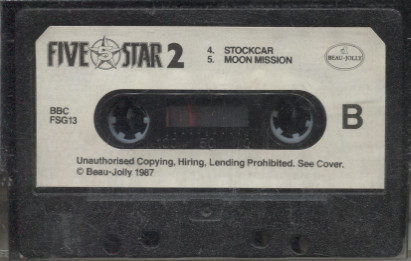 FIVE 5 STAR 2
4. STOCKCAR
5. MOON MISSION
BEAU-JOLLY
BBC
FSG13
B
Unauthorised Copying, Hiring, Lending Prohibited. See Cover.
© Beau-Jolly 1987